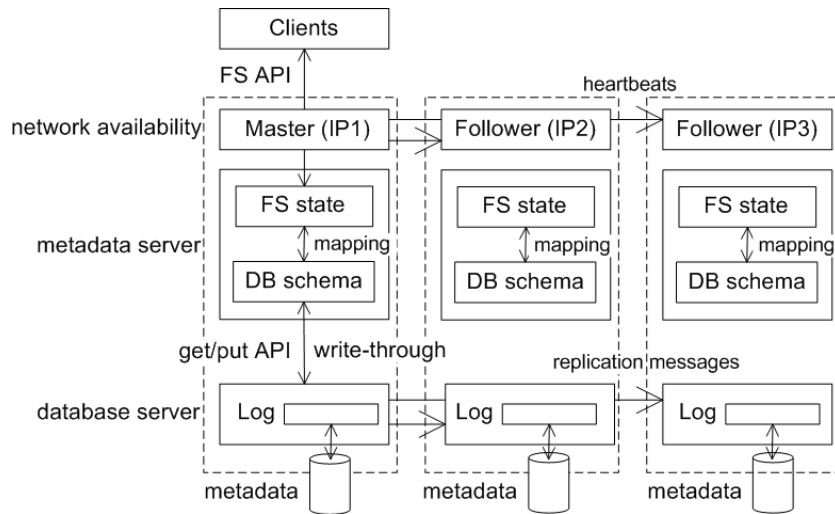 Clients
FS API
heartbeats
network availability
Master (IP1)
Follower (IP2)
Follower (IP3)
metadata server
FS state
mapping
DB schema
FS state
mapping
DB schema
FS state
mapping
DB schema
get/put API
write-through
replication messages
database server
Log
Log
Log
metadata
metadata
metadata